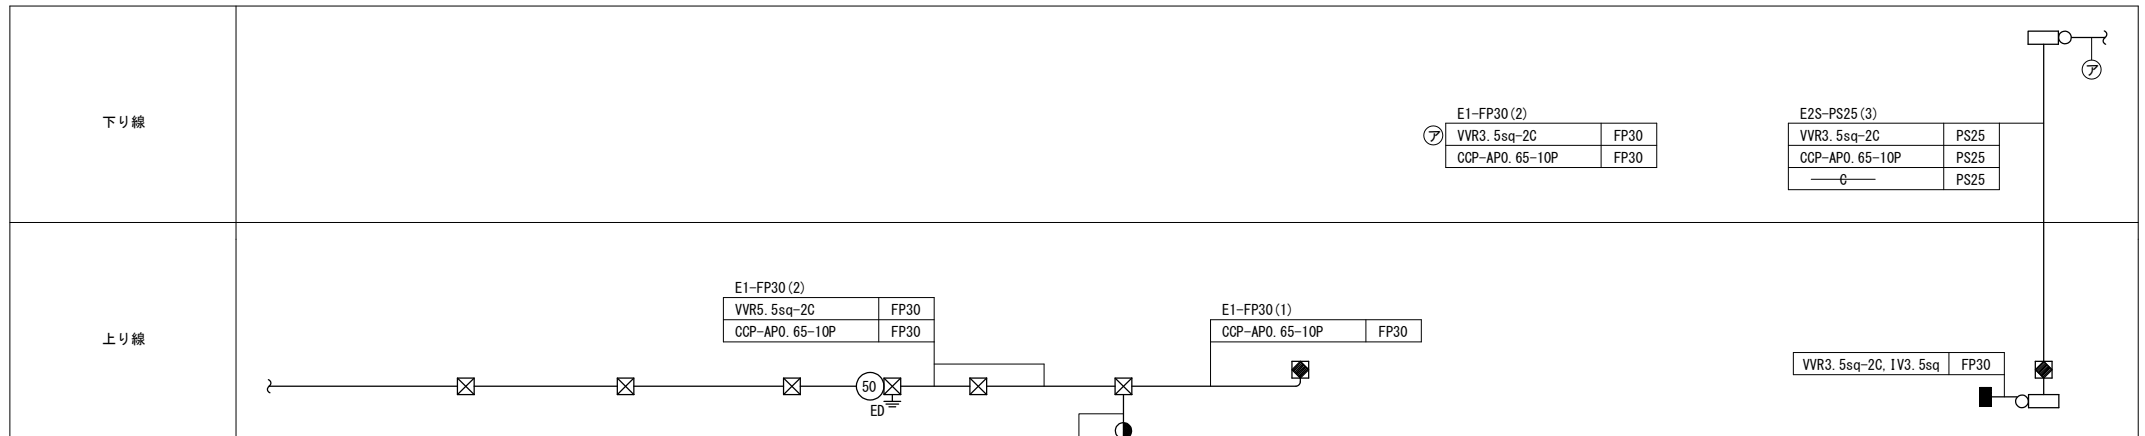 下り線
㋐
E1-FP30(2)
㋐ VVR3.5sq-2C FP30
CCP-AP0.65-10P FP30
E2S-PS25(3)
VVR3.5sq-2C PS25
CCP-AP0.65-10P PS25
C PS25
上り線
E1-FP30(2)
VVR5.5sq-2C FP30
CCP-AP0.65-10P FP30
E1-FP30(1)
CCP-AP0.65-10P FP30
VVR3.5sq-2C,IV3.5sq FP30
50
ED